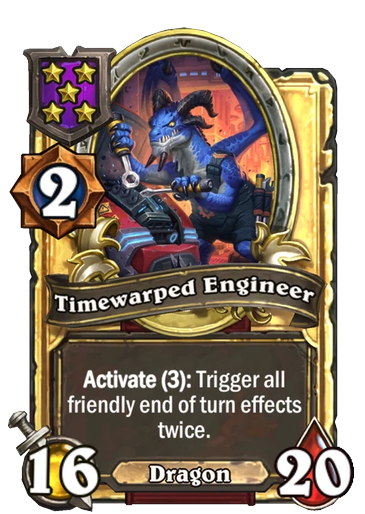 2
Timewarped Engineer
Activate (3): Trigger all
friendly end of turn effects
twice.
16
Dragon
20